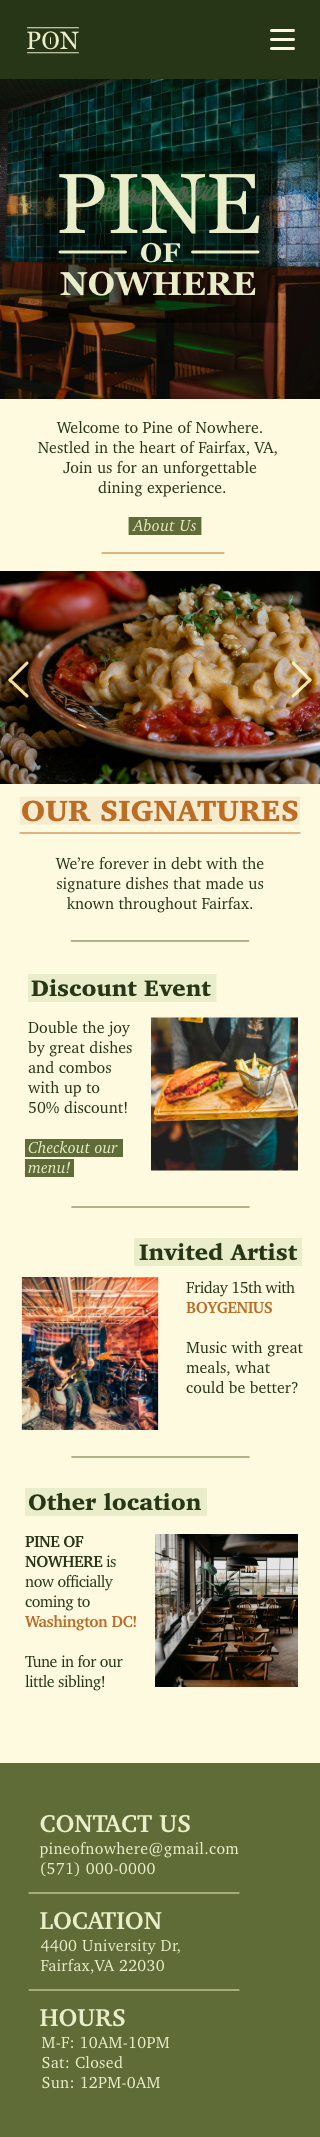 PON
PINE
OF
NOWHERE
Welcome to Pine of Nowhere.
Nestled in the heart of Fairfax, VA,
Join us for an unforgettable
dining experience.
About Us
OUR SIGNATURES
We’re forever in debt with the
signature dishes that made us
known throughout Fairfax.
Discount Event
Double the joy
by great dishes
and combos
with up to
50% discount!
Checkout our
menu!
Invited Artist
Friday 15th with
BOYGENIUS
Music with great
meals, what
could be better?
Other location
PINE OF
NOWHERE is
now officially
coming to
Washington DC!
Tune in for our
little sibling!
CONTACT US
pineofnowhere@gmail.com
(571) 000-0000
LOCATION
4400 University Dr,
Fairfax,VA 22030
HOURS
M-F: 10AM-10PM
Sat: Closed
Sun: 12PM-0AM